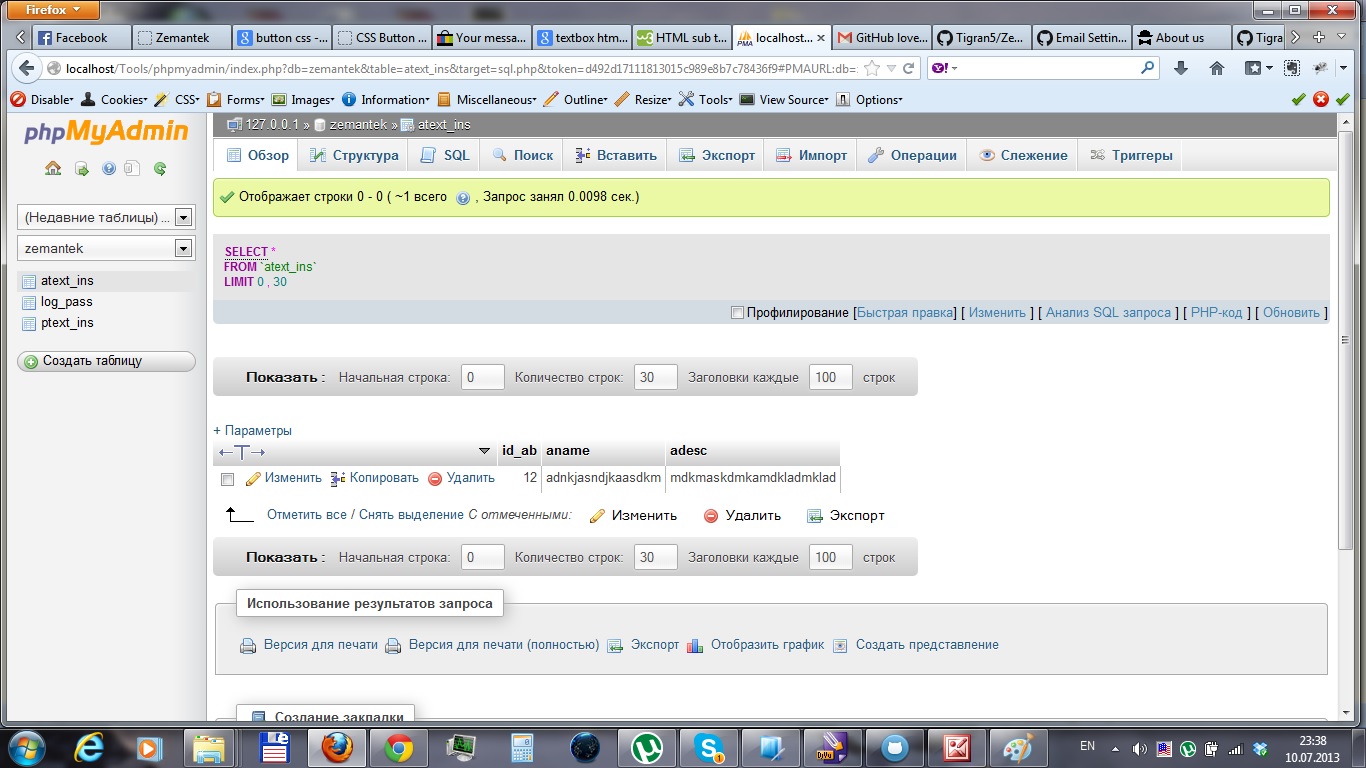 Firefox
Facebook
Zemantek
button css -...
CSS Button ...
Your messa...
textbox htm...
HTML sub t...
localhost...
GitHub love...
Tigran5/Ze...
Email Settin...
About us
Tigra
localhost/Tools/phpmyadmin/index.php?db=zemantek&table=atext_ins&target=sql.php&token=d492d17111813015c989e8b7c78436f9#PMAURL:db=
Disable
Cookies
CSS
Forms
Images
Information
Miscellaneous
Outline
Resize
Tools
View Source
Options
phpMyAdmin
(Недавние таблицы) ...
zemantek
atext_ins
log_pass
ptext_ins
Создать таблицу
127.0.0.1 » zemantek » atext_ins
Обзор Структура SQL Поиск Вставить Экспорт Импорт Операции Слежение Триггеры
Отображает строки 0 - 0 ( ~1 всего , Запрос занял 0.0098 сек.)
SELECT *
FROM `atext_ins`
LIMIT 0 , 30
Профилирование [Быстрая правка] [ Изменить ] [ Анализ SQL запроса ] [ PHP-код ] [ Обновить ]
Показать : Начальная строка: 0 Количество строк: 30 Заголовки каждые 100 строк
+ Параметры
←T→ id_ab aname adesc
Изменить Копировать Удалить 12 adnkjasndjkaasdkm mdkmaskdmkamdkladmklad
Отметить все / Снять выделение С отмеченными: Изменить Удалить Экспорт
Показать : Начальная строка: 0 Количество строк: 30 Заголовки каждые 100 строк
Использование результатов запроса
Версия для печати Версия для печати (полностью) Экспорт Отобразить график Создать представление
Создание закладки
EN
23:38
10.07.2013